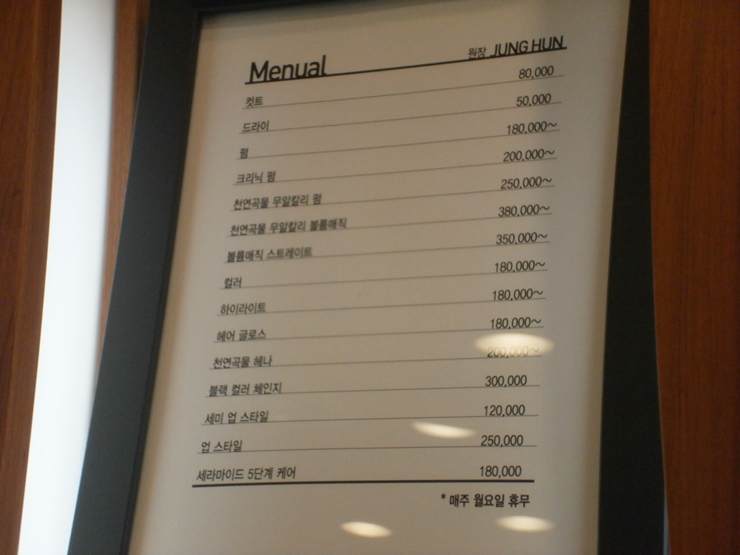 Menual 원장 JUNG HUN
컷트 80,000
드라이 50,000
펌 180,000~
크리닉 펌 200,000~
천연곡물 무알칼리 펌 250,000~
천연곡물 무알칼리 볼륨매직 380,000~
볼륨매직 스트레이트 350,000~
컬러 180,000~
하이라이트 180,000~
헤어 글로스 180,000~
천연곡물 헤나 200,000~
블랙 컬러 체인지 300,000
세미 업 스타일 120,000
업 스타일 250,000
세라마이드 5단계 케어 180,000
* 매주 월요일 휴무